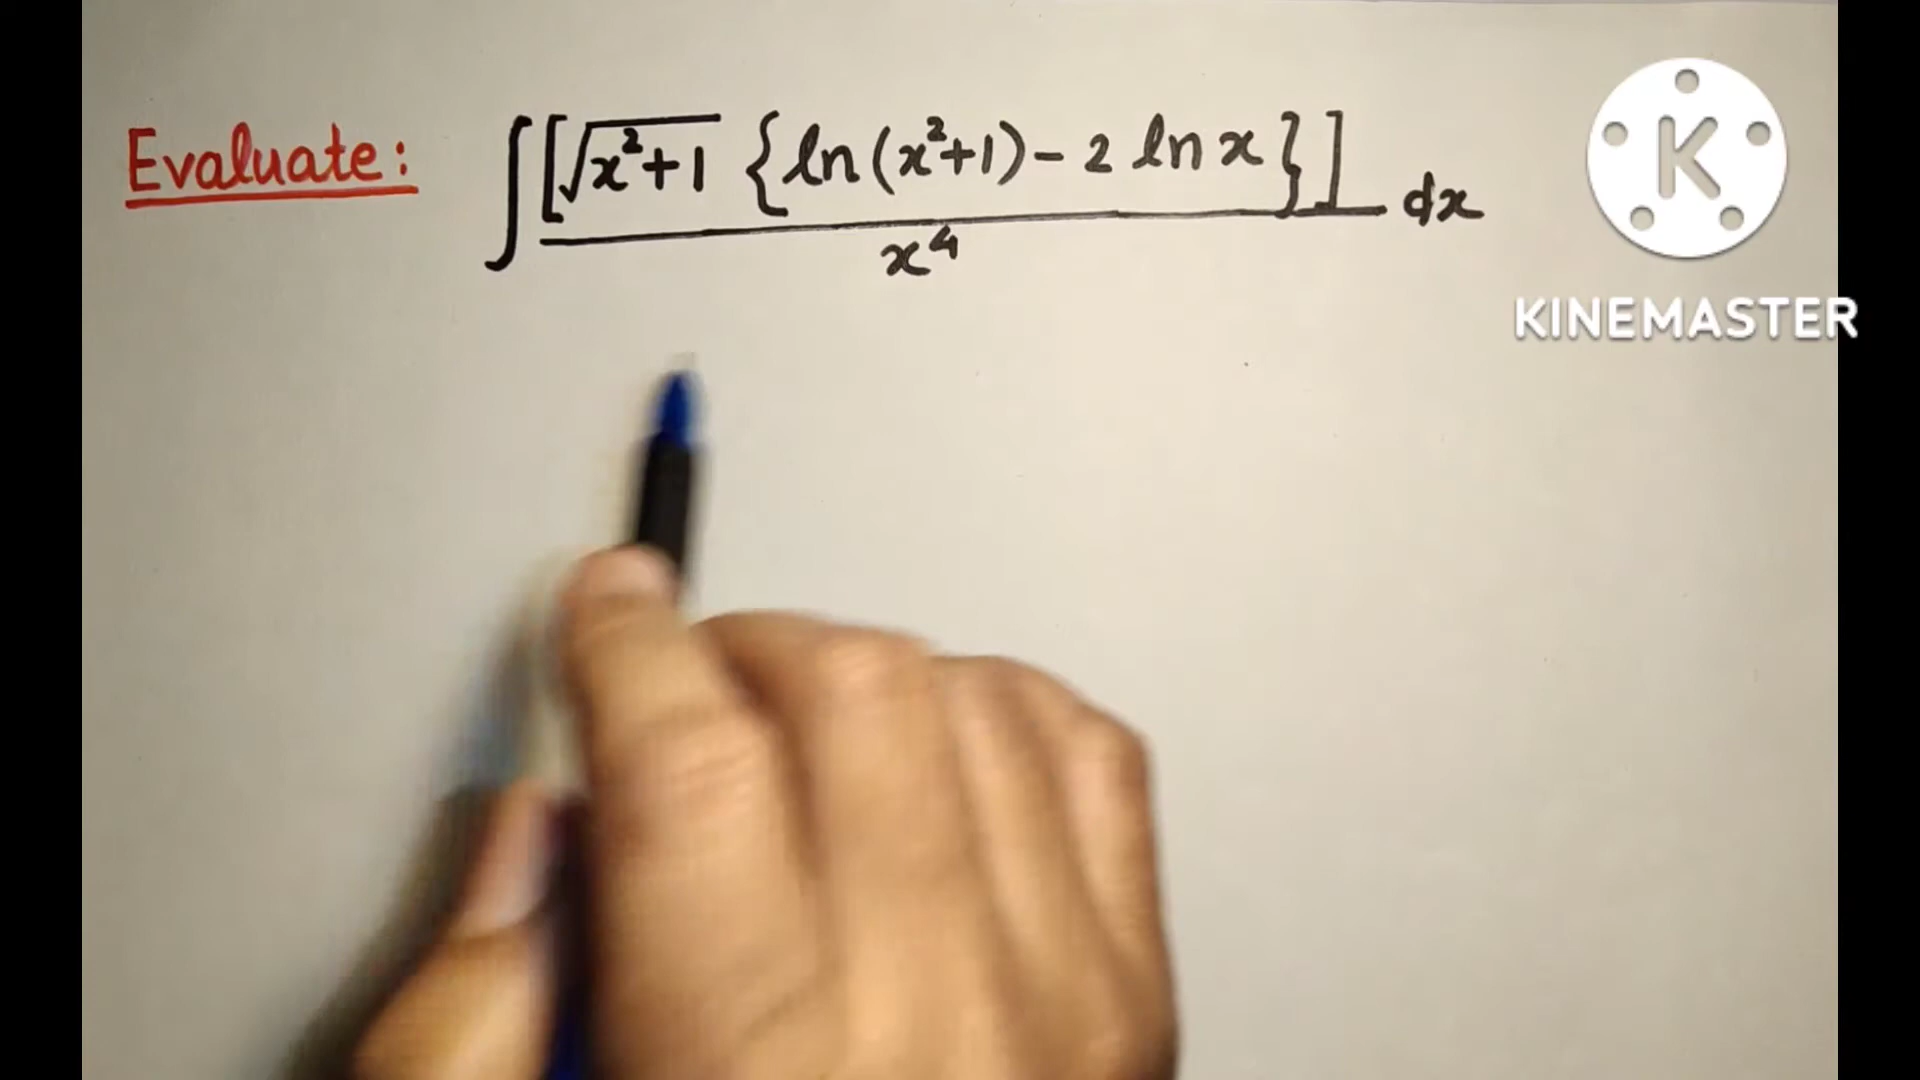 Evaluate: ∫ [√x²+1 {ln(x²+1) - 2 ln x}] / x⁴ dx
K
KINEMASTER